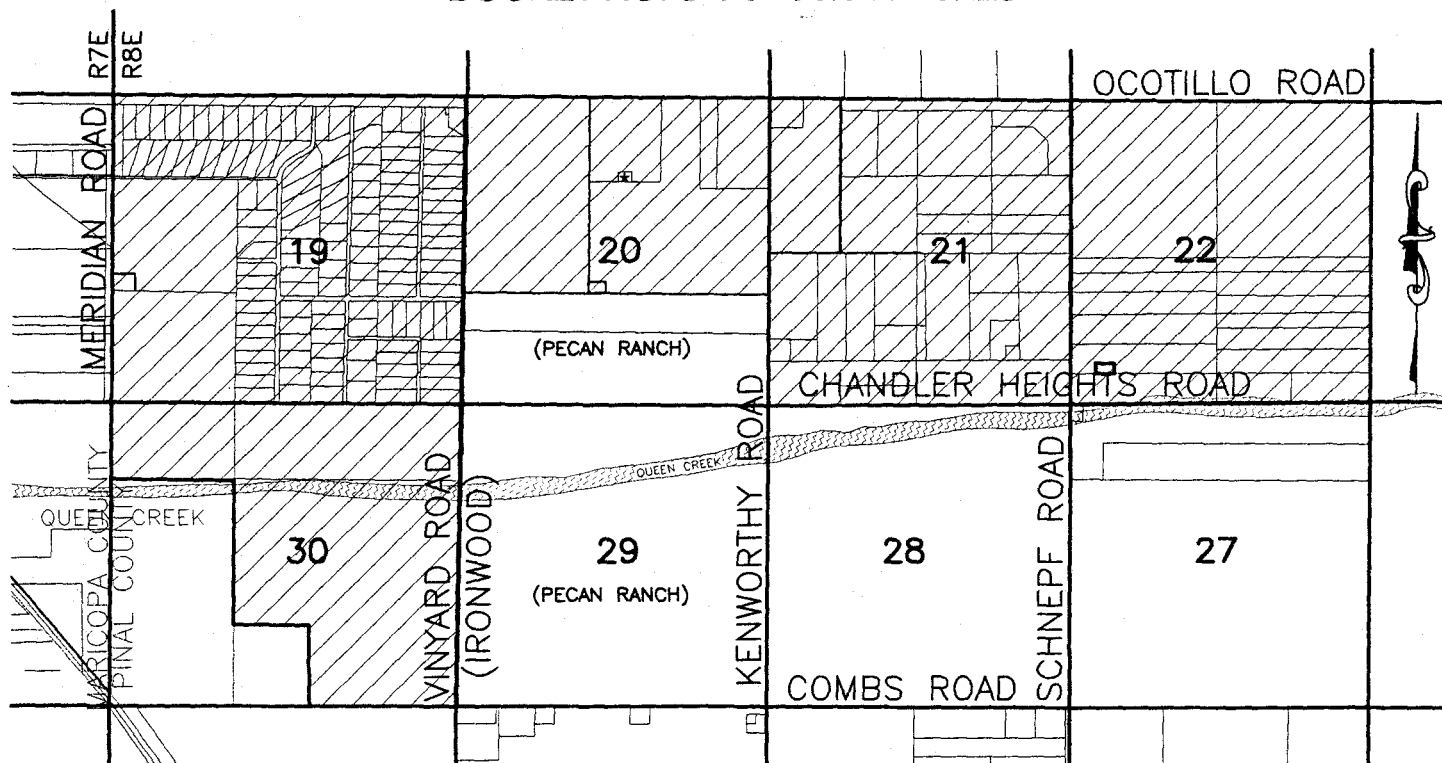 R7E
R8E
OCOTILLO ROAD
MERIDIAN ROAD
19
20
21
22
(PECAN RANCH)
CHANDLER HEIGHTS ROAD
MARICOPA COUNTY
PINAL COUNTY
QUEEN CREEK
QUEEN CREEK
VINYARD ROAD
(IRONWOOD)
KENWORTHY ROAD
SCHNEPF ROAD
30
29
28
27
(PECAN RANCH)
COMBS ROAD